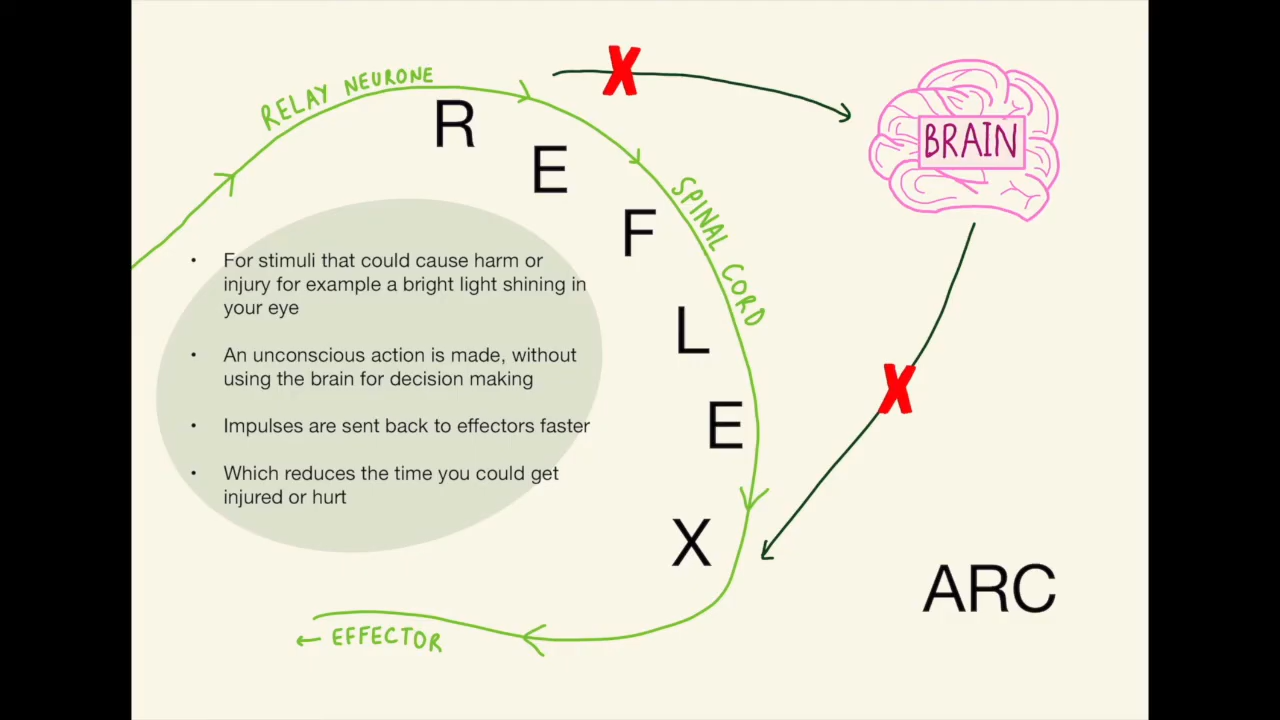 RELAY NEURONE
BRAIN
R
E
F
L
E
X
SPINAL CORD
• For stimuli that could cause harm or
injury for example a bright light shining in
your eye
• An unconscious action is made, without
using the brain for decision making
• Impulses are sent back to effectors faster
• Which reduces the time you could get
injured or hurt
ARC
EFFECTOR